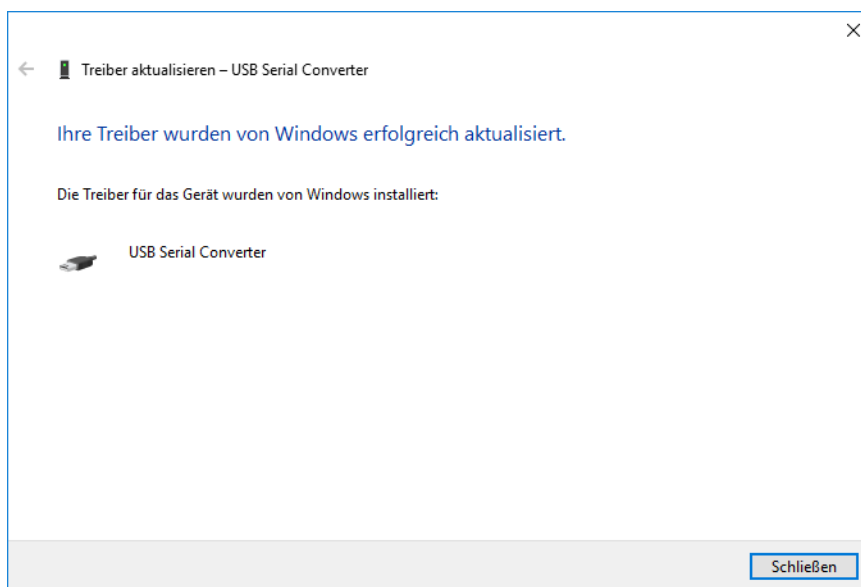 Treiber aktualisieren – USB Serial Converter
Ihre Treiber wurden von Windows erfolgreich aktualisiert.
Die Treiber für das Gerät wurden von Windows installiert:
USB Serial Converter
Schließen